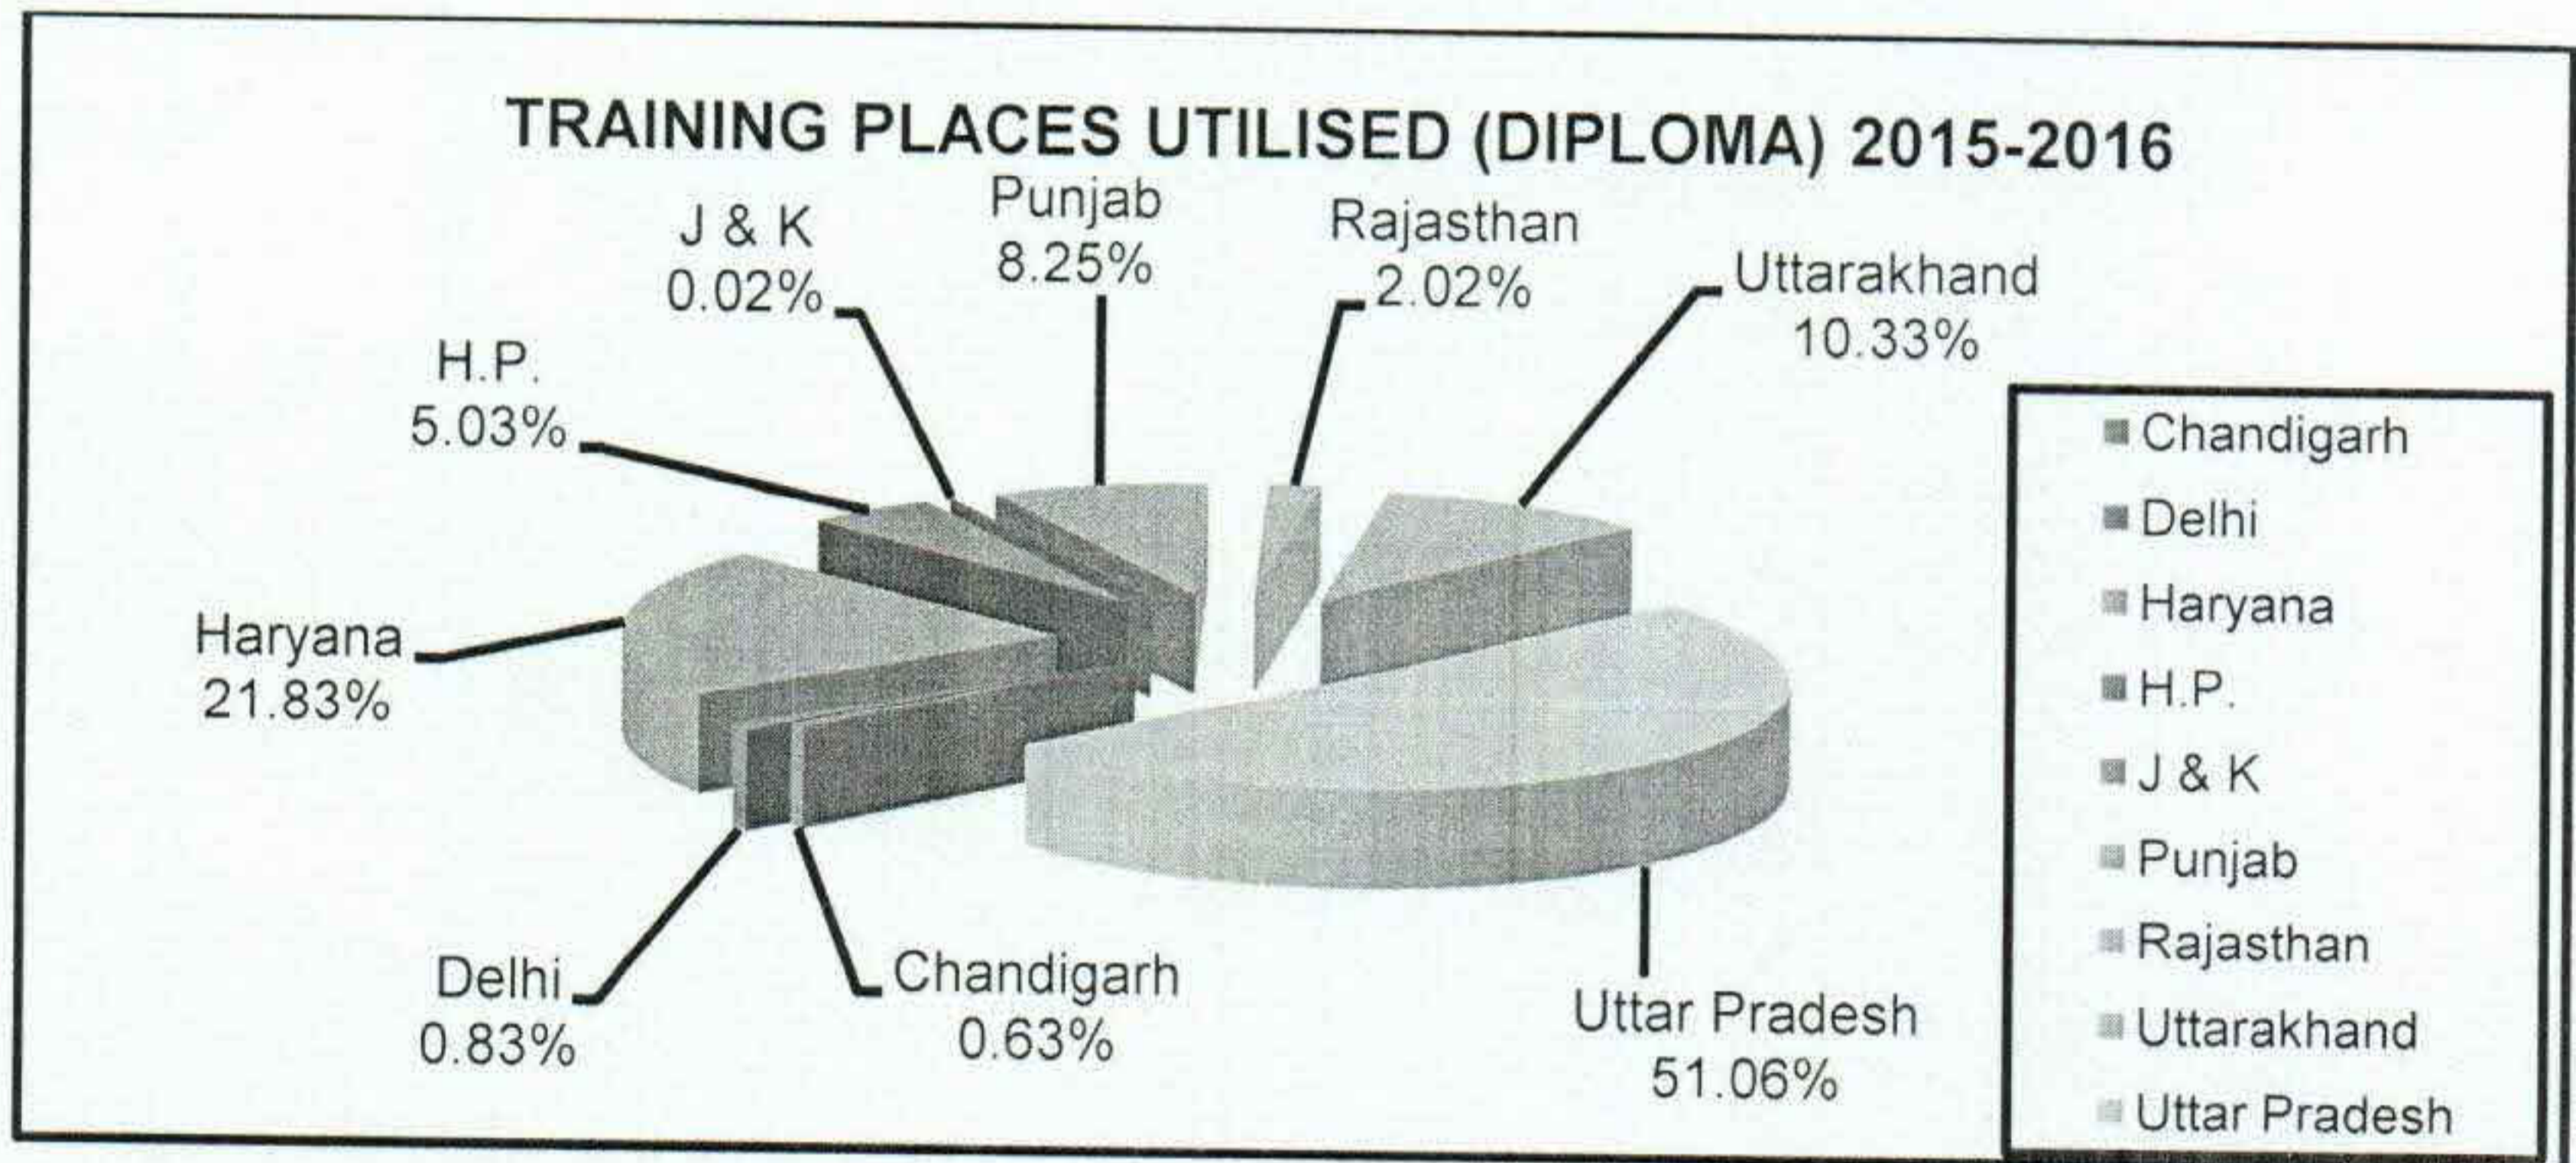 TRAINING PLACES UTILISED (DIPLOMA) 2015-2016
J & K
0.02%
Punjab
8.25%
Rajasthan
2.02%
Uttarakhand
10.33%
H.P.
5.03%
Haryana
21.83%
Delhi
0.83%
Chandigarh
0.63%
Uttar Pradesh
51.06%
Chandigarh
Delhi
Haryana
H.P.
J & K
Punjab
Rajasthan
Uttarakhand
Uttar Pradesh